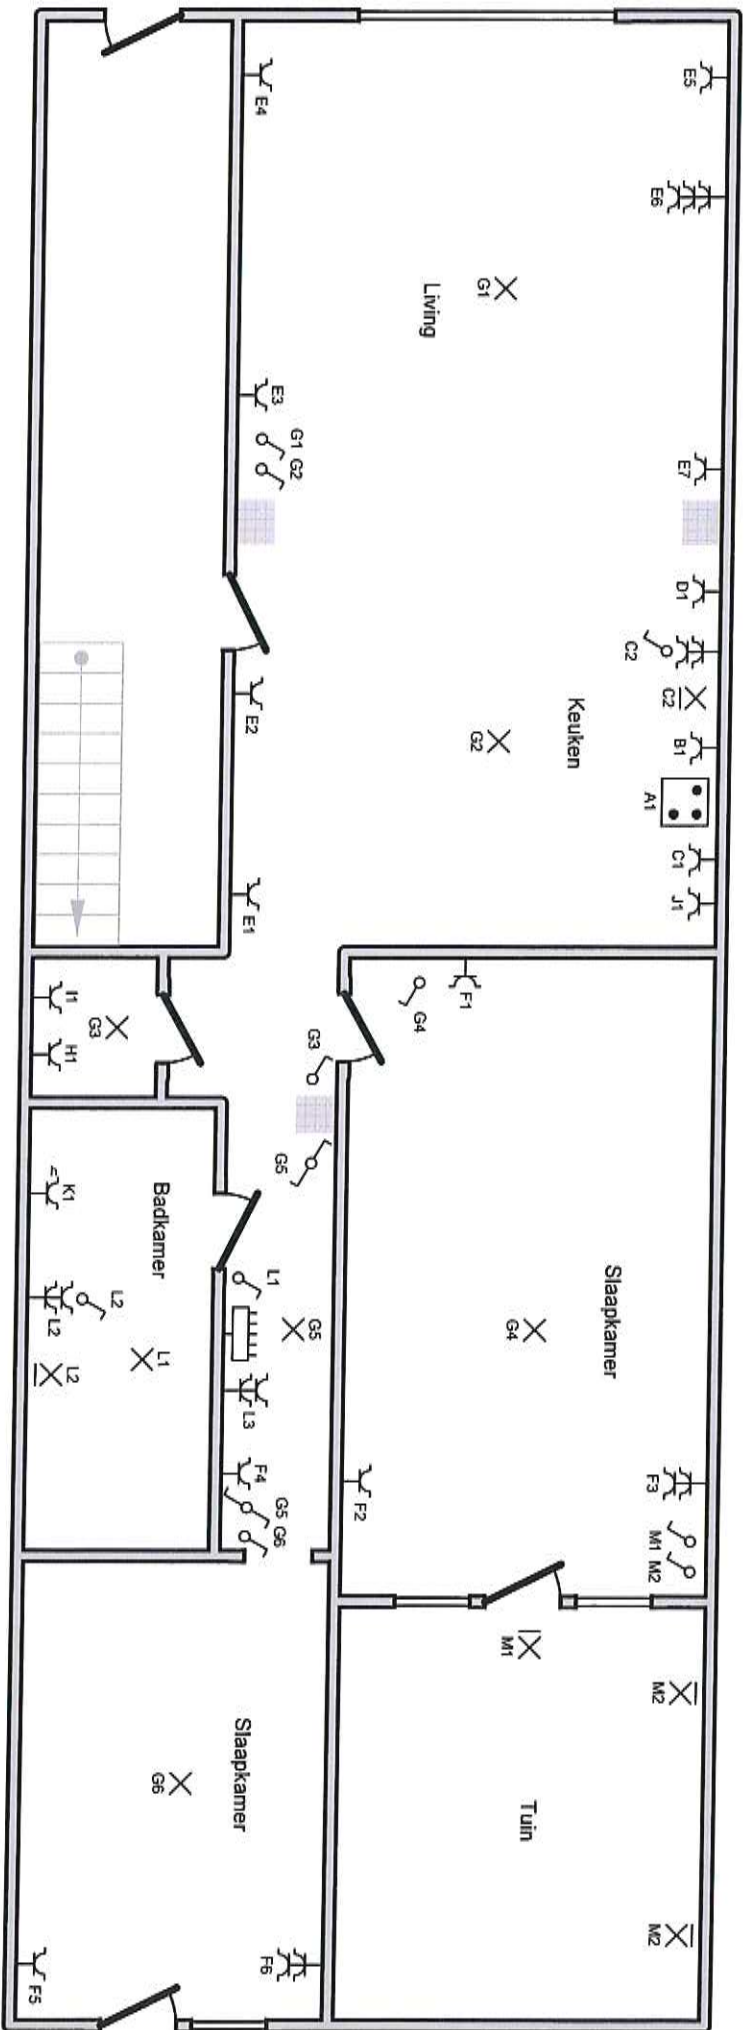 E5
E6
E7
D1
C2
C2
B1
A1
C1
J1
F3
M1 M2
M2
M2
Keuken
Slaapkamer
G1
G2
G4
M1
Tuin
Living
F1
G4
F2
E4
E3
G1 G2
E2
E1
G3
G5
L1
G5
L3
F4
G5 G6
F6
Slaapkamer
G6
Badkamer
I1
G3
H1
K1
L2
L2
L1
L2
F5